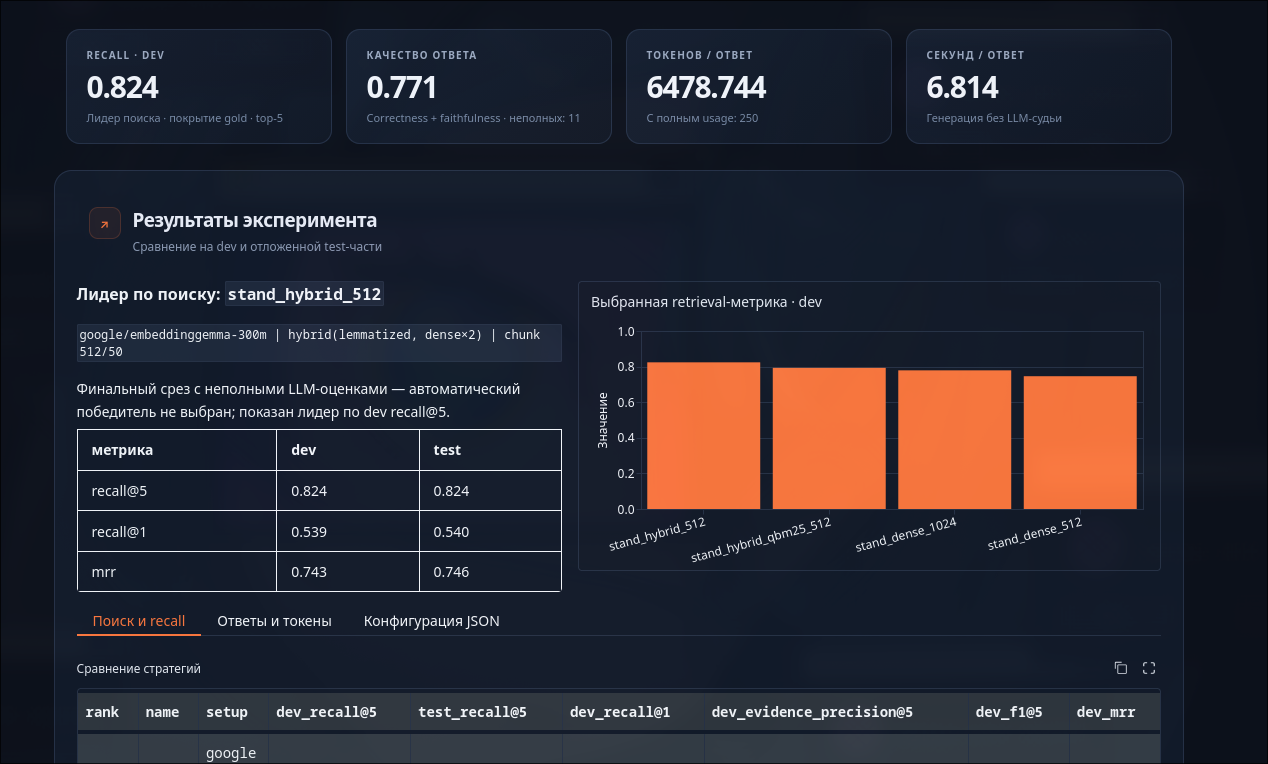 RECALL · DEV
0.824
Лидер поиска · покрытие gold · top-5
КАЧЕСТВО ОТВЕТА
0.771
Correctness + faithfulness · неполных: 11
ТОКЕНОВ / ОТВЕТ
6478.744
С полным usage: 250
СЕКУНД / ОТВЕТ
6.814
Генерация без LLM-судьи
Результаты эксперимента
Сравнение на dev и отложенной test-части
Лидер по поиску: stand_hybrid_512
google/embeddinggemma-300m | hybrid(lemmatized, dense×2) | chunk
512/50
Финальный срез с неполными LLM-оценками — автоматический
победитель не выбран; показан лидер по dev recall@5.
метрика dev test
recall@5 0.824 0.824
recall@1 0.539 0.540
mrr 0.743 0.746
Выбранная retrieval-метрика · dev
Значение
1.0
0.8
0.6
0.4
0.2
0.0
stand_hybrid_512
stand_hybrid_qbm25_512
stand_dense_1024
stand_dense_512
Поиск и recall Ответы и токены Конфигурация JSON
Сравнение стратегий
rank name setup dev_recall@5 test_recall@5 dev_recall@1 dev_evidence_precision@5 dev_f1@5 dev_mrr
google